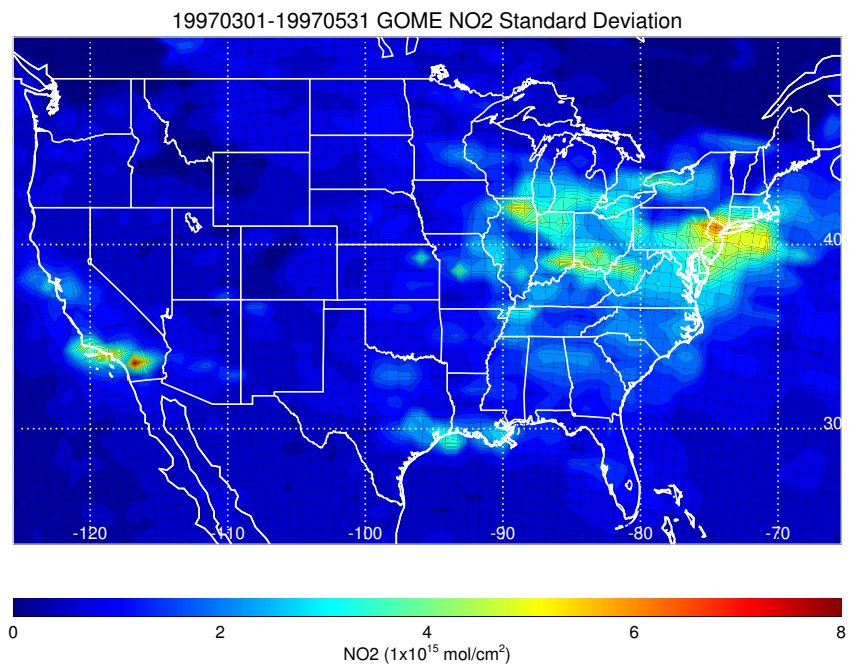 19970301-19970531 GOME NO2 Standard Deviation
40
30
-120 -110 -100 -90 -80 -70
0 2 4 6 8
NO2 (1x10¹⁵ mol/cm²)